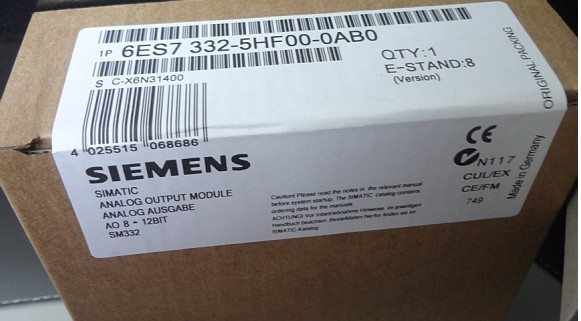 1P 6ES7 332-5HF00-0AB0
S C-X6N31400
QTY:1
E-STAND:8
(Version)
ORIGINAL PACKING
4 025515 068686
SIEMENS
SIMATIC
ANALOG OUTPUT MODULE
ANALOG AUSGABE
AO 8 * 12BIT
SM332
Caution! Please read the notes in the relevant manual
before system startup. The SIMATIC catalog contains
ordering data for the manuals
ACHTUNG! Vor Inbetriebnahme Hinweise im jeweiligen
Handbuch beachten. Bestelldaten hierfür finden sie im
SIMATIC-Katalog
CE
N117
CUL/EX
CE/FM
749
Made in Germany